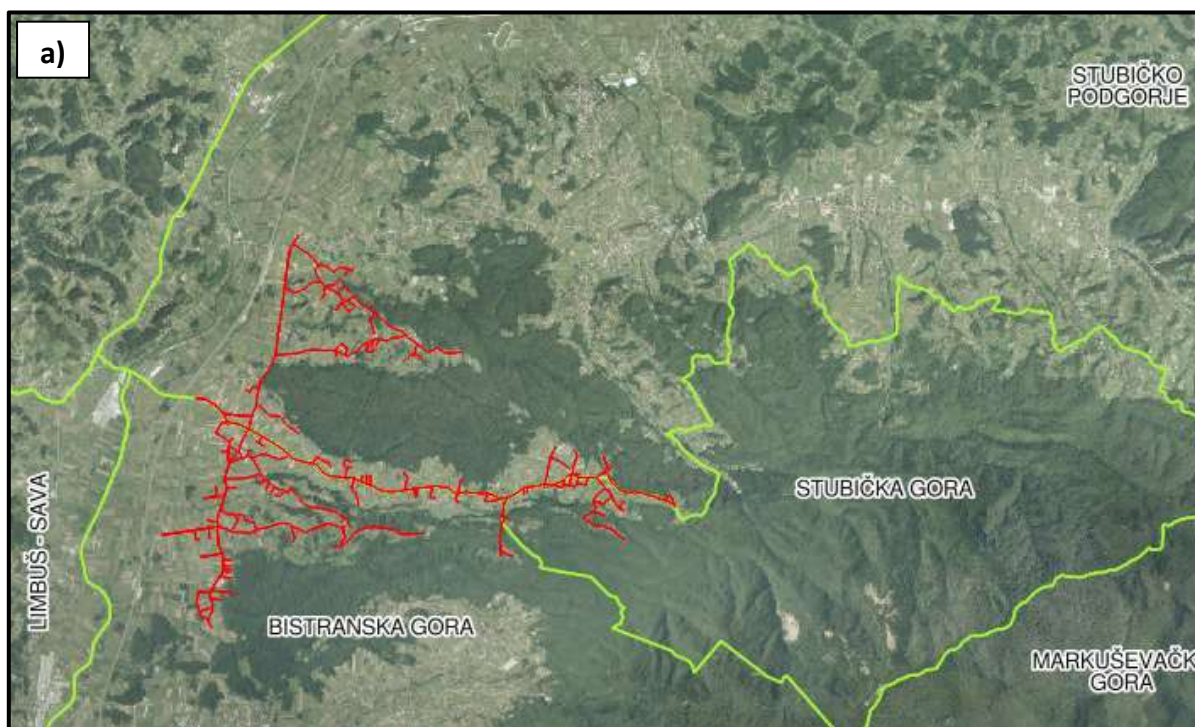 a)
STUBIČKO
PODGORJE
LIMBUŠ - SAVA
STUBIČKA GORA
BISTRANSKA GORA
MARKUŠEVAČK
GORA